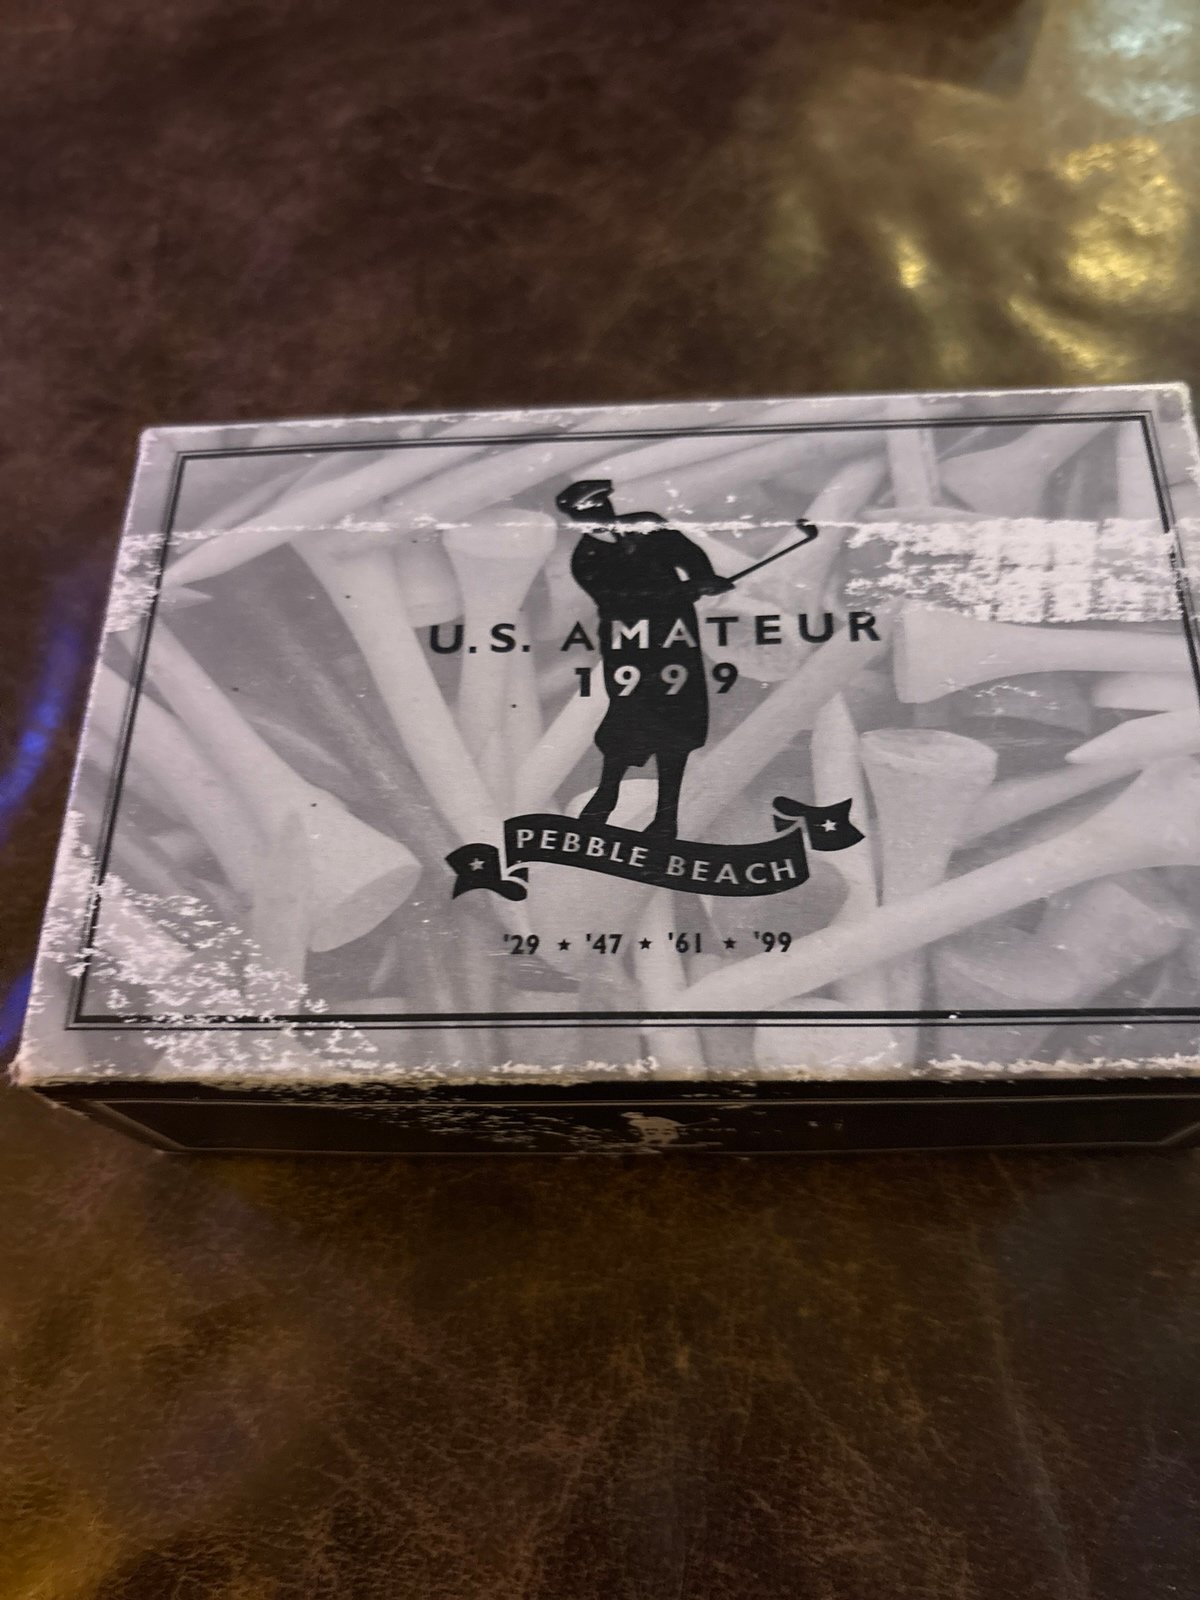 U.S. AMATEUR
1999
PEBBLE BEACH
'29 ★ '47 ★ '61 ★ '99